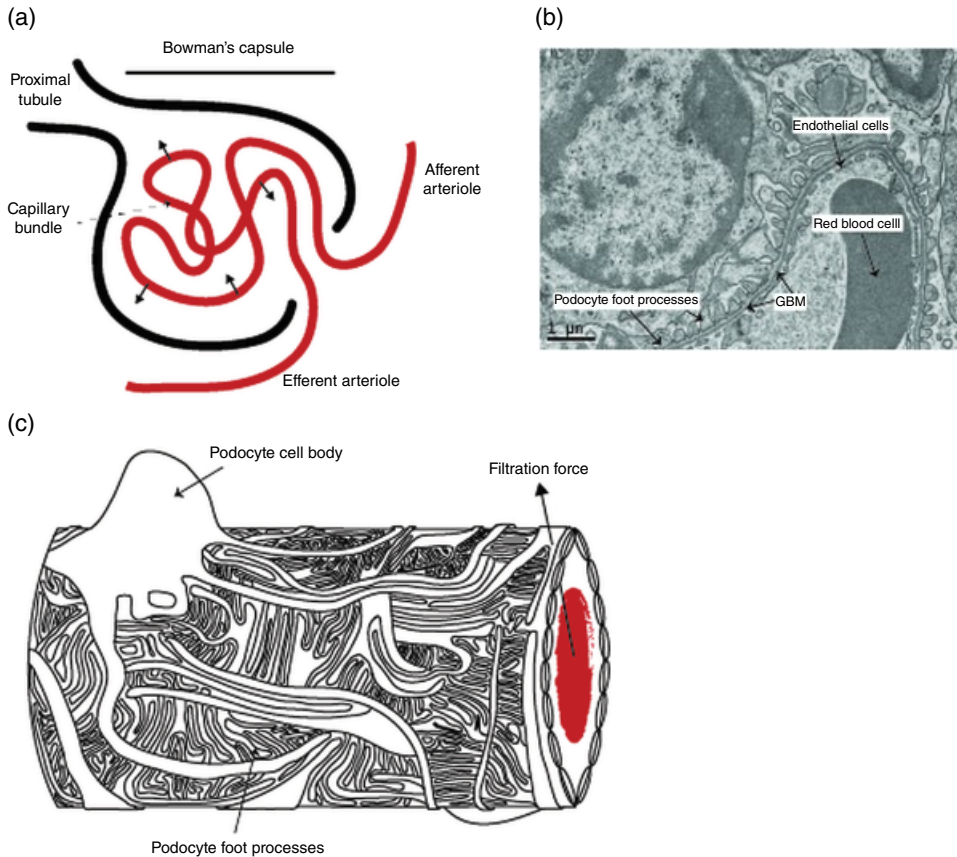 (a)
Bowman's capsule
Proximal
tubule
Afferent
arteriole
Capillary
bundle
Efferent arteriole
(b)
Endothelial cells
Red blood celll
Podocyte foot processes
GBM
1 μn
(c)
Podocyte cell body
Filtration force
Podocyte foot processes